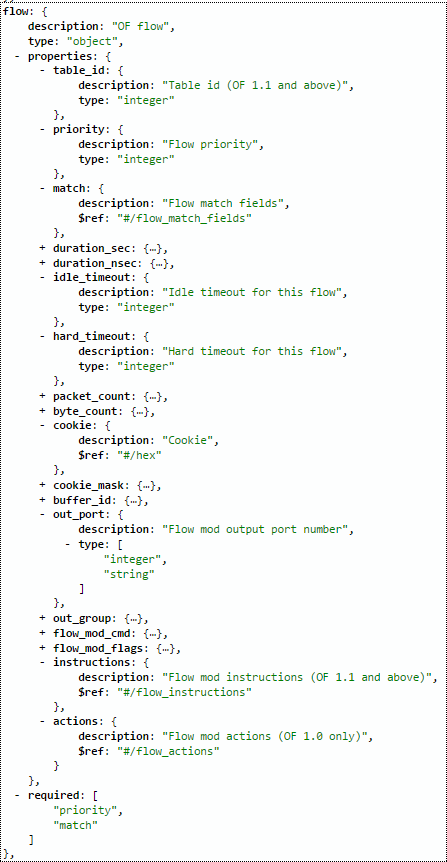 flow: {
description: "OF flow",
type: "object",
- properties: {
- table_id: {
description: "Table id (OF 1.1 and above)",
type: "integer"
},
- priority: {
description: "Flow priority",
type: "integer"
},
- match: {
description: "Flow match fields",
$ref: "#/flow_match_fields"
},
+ duration_sec: {…},
+ duration_nsec: {…},
- idle_timeout: {
description: "Idle timeout for this flow",
type: "integer"
},
- hard_timeout: {
description: "Hard timeout for this flow",
type: "integer"
},
+ packet_count: {…},
+ byte_count: {…},
- cookie: {
description: "Cookie",
$ref: "#/hex"
},
+ cookie_mask: {…},
+ buffer_id: {…},
- out_port: {
description: "Flow mod output port number",
- type: [
"integer",
"string"
]
},
+ out_group: {…},
+ flow_mod_cmd: {…},
+ flow_mod_flags: {…},
- instructions: {
description: "Flow mod instructions (OF 1.1 and above)",
$ref: "#/flow_instructions"
},
- actions: {
description: "Flow mod actions (OF 1.0 only)",
$ref: "#/flow_actions"
}
},
- required: [
"priority",
"match"
]
},